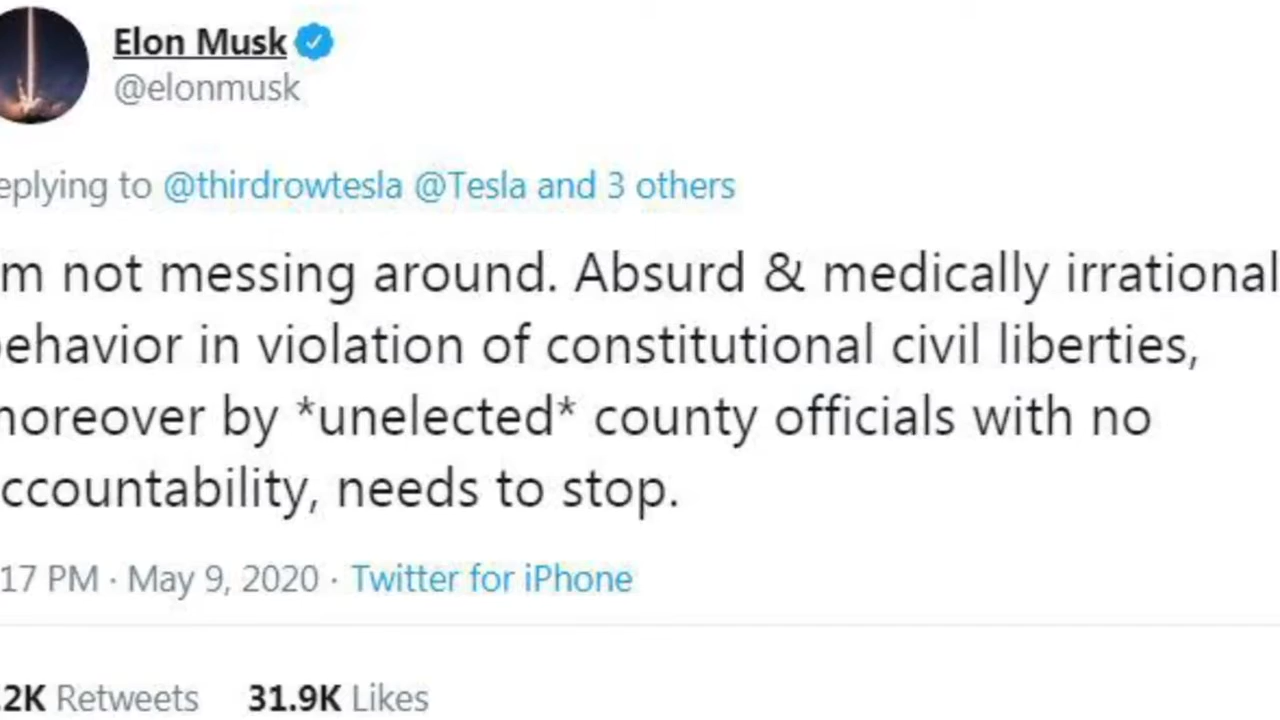 Elon Musk
@elonmusk
eplying to @thirdrowtesla @Tesla and 3 others
m not messing around. Absurd & medically irrational
ehavior in violation of constitutional civil liberties,
moreover by *unelected* county officials with no
ccountability, needs to stop.
17 PM · May 9, 2020 · Twitter for iPhone
.2K Retweets 31.9K Likes